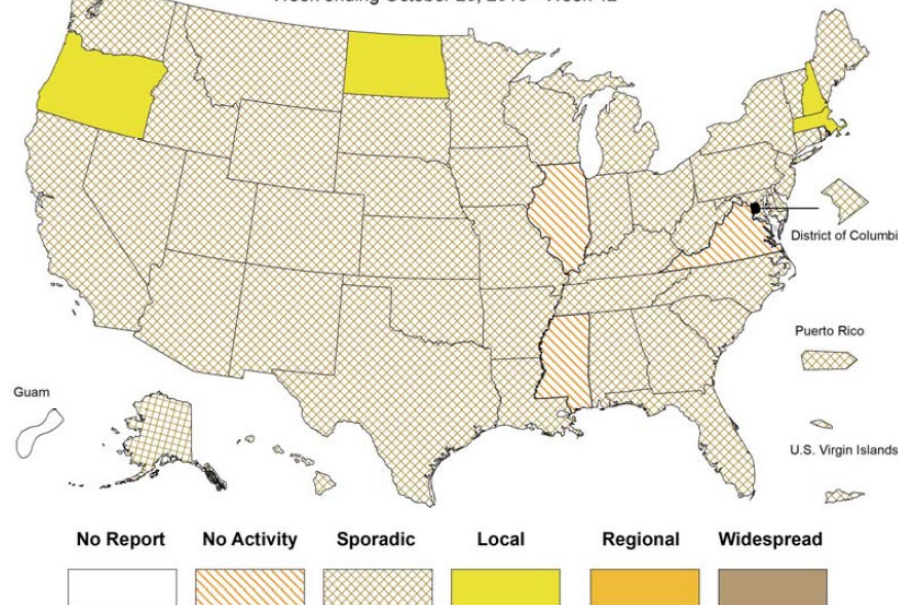 District of Columbi
Puerto Rico
Guam
U.S. Virgin Islands
No Report No Activity Sporadic Local Regional Widespread